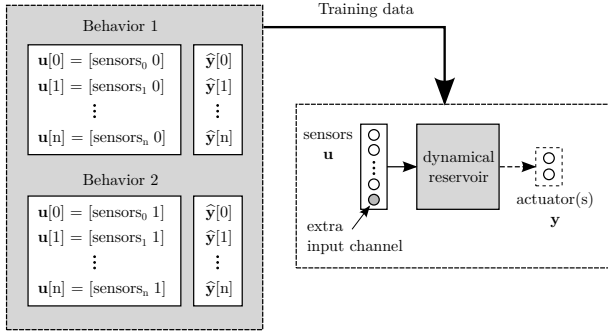 Training data
Behavior 1
u[0] = [sensors₀ 0] ŷ[0]
u[1] = [sensors₁ 0] ŷ[1]
⋮ ⋮
u[n] = [sensorsₙ 0] ŷ[n]
Behavior 2
u[0] = [sensors₀ 1] ŷ[0]
u[1] = [sensors₁ 1] ŷ[1]
⋮ ⋮
u[n] = [sensorsₙ 1] ŷ[n]
sensors
u
extra
input channel
dynamical
reservoir
actuator(s)
y